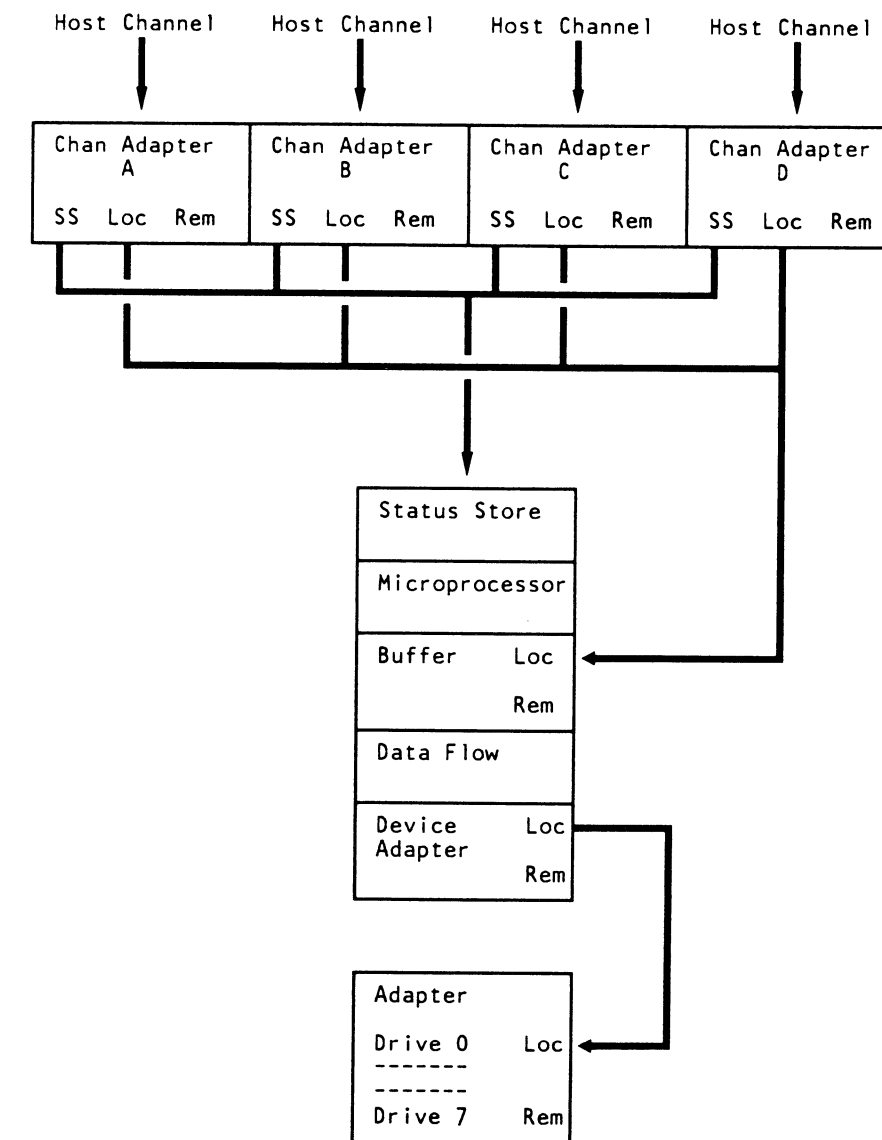 Host Channel Host Channel Host Channel Host Channel
Chan Adapter Chan Adapter Chan Adapter Chan Adapter
A B C D
SS Loc Rem SS Loc Rem SS Loc Rem SS Loc Rem
Status Store
Microprocessor
Buffer Loc
Rem
Data Flow
Device Loc
Adapter
Rem
Adapter
Drive 0 Loc
-------
-------
Drive 7 Rem